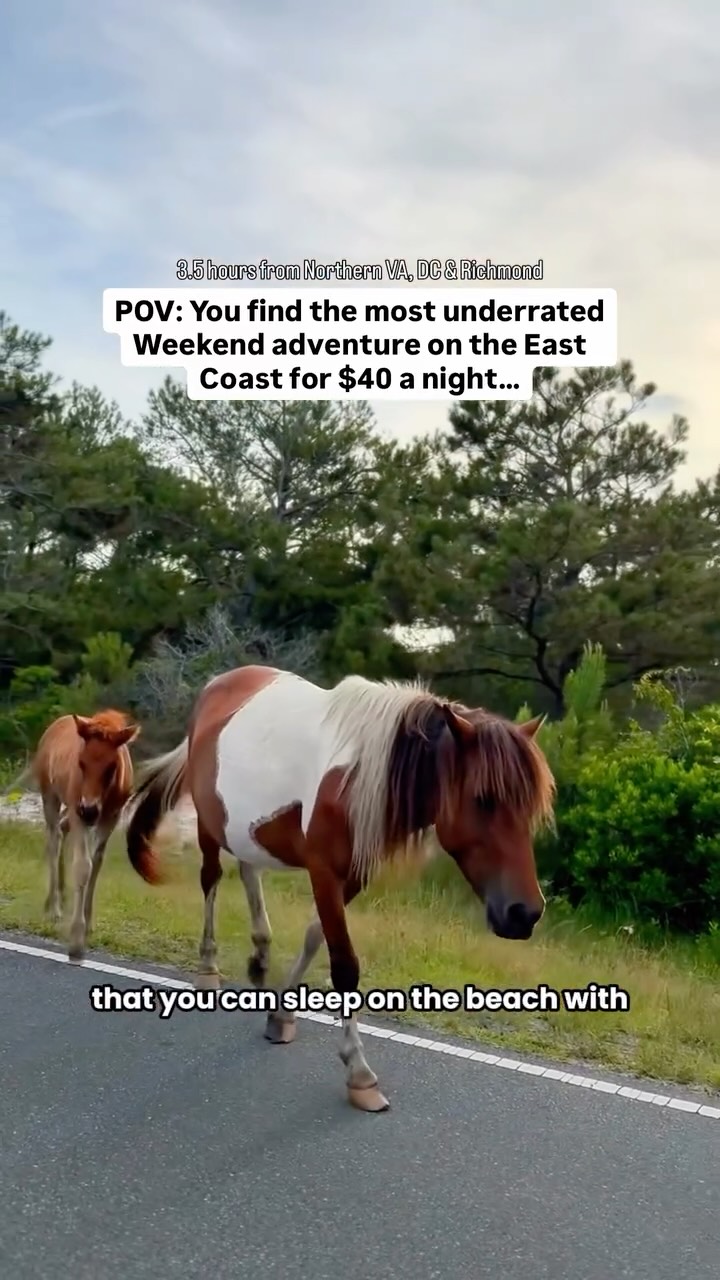 3.5 hours from Northern VA, DC & Richmond
POV: You find the most underrated
Weekend adventure on the East
Coast for $40 a night...
that you can sleep on the beach with